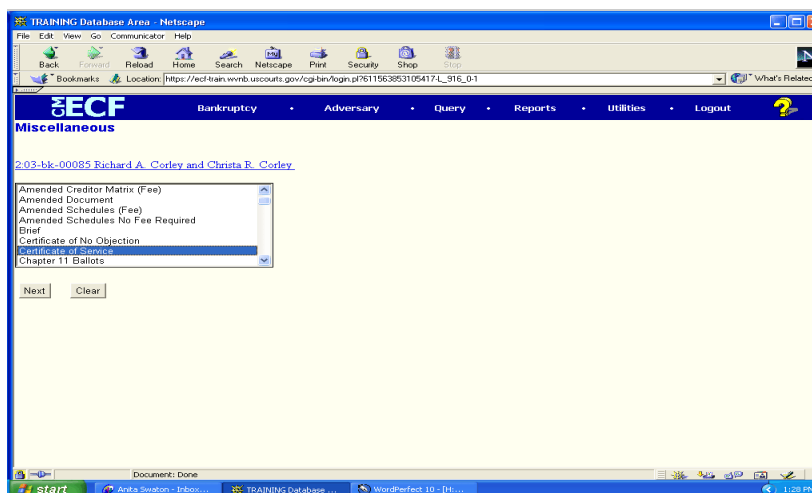 TRAINING Database Area - Netscape
File Edit View Go Communicator Help
Back Forward Reload Home Search Netscape Print Security Shop Stop
Bookmarks Location: https://ecf-train.wvnb.uscourts.gov/cgi-bin/login.pl?611563853105417-L_916_0-1 What's Related
CM ECF Bankruptcy • Adversary • Query • Reports • Utilities • Logout ?
Miscellaneous
2:03-bk-00085 Richard A. Corley and Christa R. Corley
Amended Creditor Matrix (Fee)
Amended Document
Amended Schedules (Fee)
Amended Schedules No Fee Required
Brief
Certificate of No Objection
Certificate of Service
Chapter 11 Ballots
Next Clear
Document: Done
start Anita Swaton - Inbox... TRAINING Database ... WordPerfect 10 - [H:... 1:28 PM